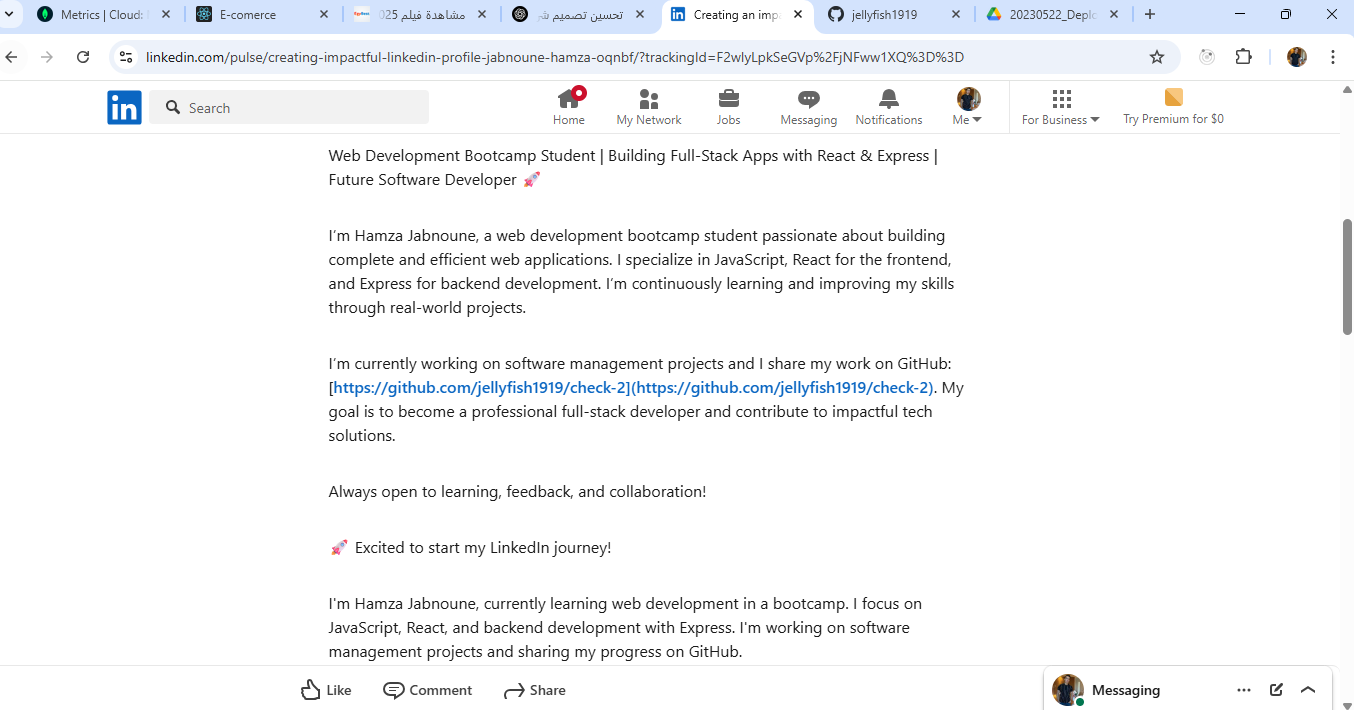 Metrics | Cloud:
E-comerce
مشاهدة فيلم 025
تحسين تصميم شر
Creating an imp
jellyfish1919
20230522_Deplo
linkedin.com/pulse/creating-impactful-linkedin-profile-jabnoune-hamza-oqnbf/?trackingId=F2wlyLpkSeGVp%2FjNFww1XQ%3D%3D
in
Search
Home
My Network
Jobs
Messaging
Notifications
Me
For Business
Try Premium for $0
Web Development Bootcamp Student | Building Full-Stack Apps with React & Express |
Future Software Developer 🚀
I’m Hamza Jabnoune, a web development bootcamp student passionate about building
complete and efficient web applications. I specialize in JavaScript, React for the frontend,
and Express for backend development. I’m continuously learning and improving my skills
through real-world projects.
I’m currently working on software management projects and I share my work on GitHub:
[https://github.com/jellyfish1919/check-2](https://github.com/jellyfish1919/check-2). My
goal is to become a professional full-stack developer and contribute to impactful tech
solutions.
Always open to learning, feedback, and collaboration!
🚀 Excited to start my LinkedIn journey!
I'm Hamza Jabnoune, currently learning web development in a bootcamp. I focus on
JavaScript, React, and backend development with Express. I'm working on software
management projects and sharing my progress on GitHub.
Like
Comment
Share
Messaging